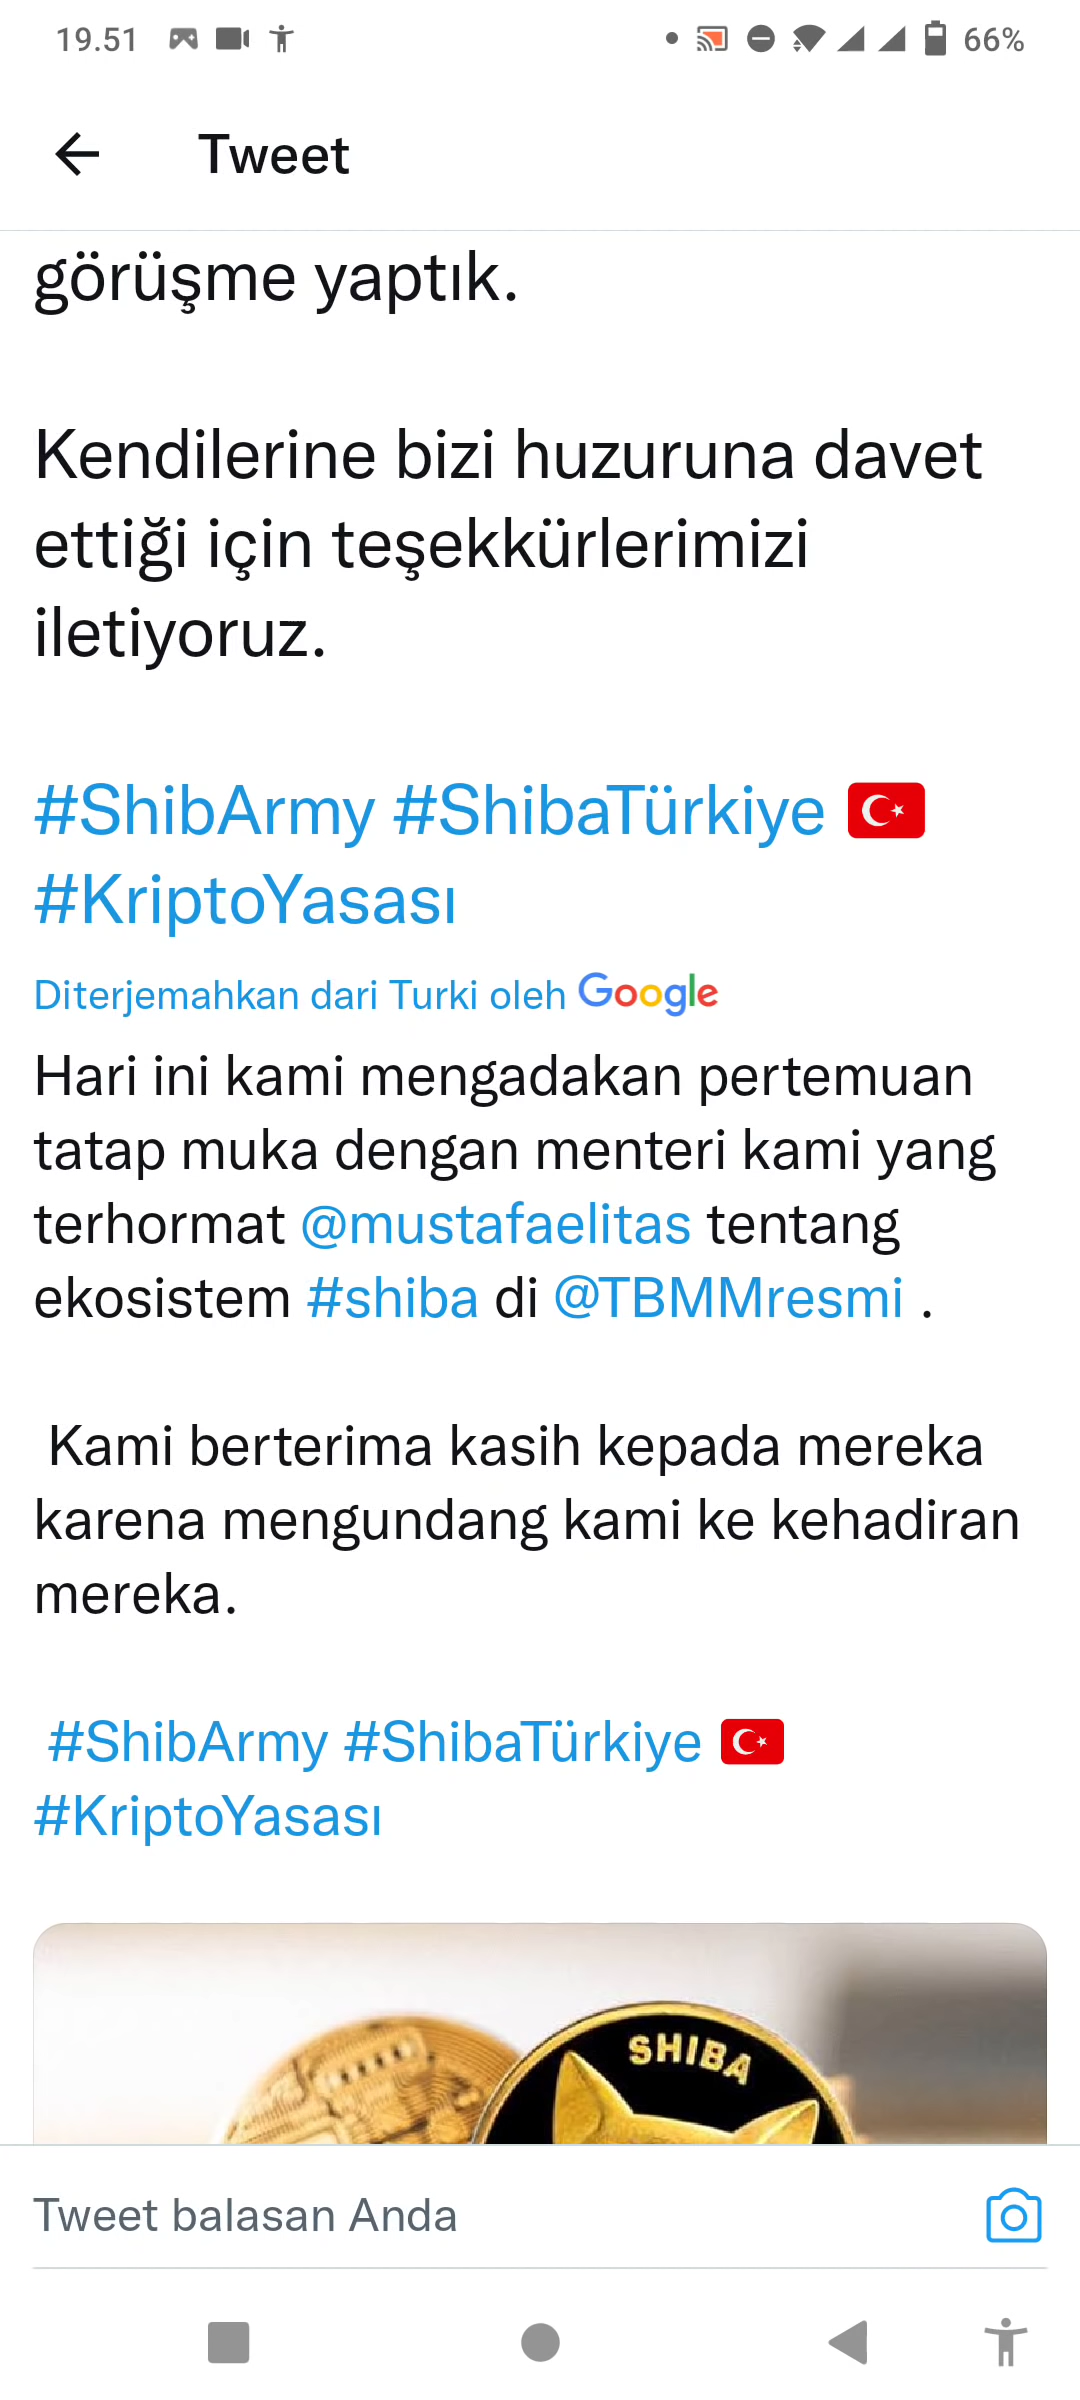 19.51
66%
Tweet
görüşme yaptık.
Kendilerine bizi huzuruna davet
ettiği için teşekkürlerimizi
iletiyoruz.
#ShibArmy #ShibaTürkiye 🇹🇷
#KriptoYasası
Diterjemahkan dari Turki oleh Google
Hari ini kami mengadakan pertemuan
tatap muka dengan menteri kami yang
terhormat @mustafaelitas tentang
ekosistem #shiba di @TBMMresmi .
Kami berterima kasih kepada mereka
karena mengundang kami ke kehadiran
mereka.
#ShibArmy #ShibaTürkiye 🇹🇷
#KriptoYasası
SHIBA
Tweet balasan Anda